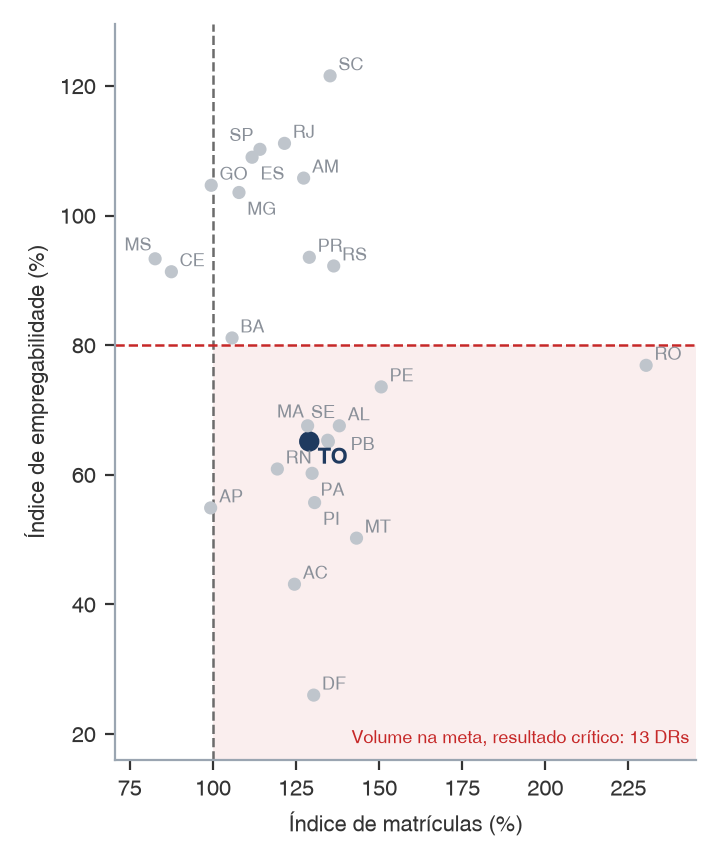 120
100
80
60
40
20
Índice de empregabilidade (%)
SC
RJ
SP
ES
AM
GO
MG
MS
CE
PR
RS
BA
RO
PE
MA
SE
AL
PB
TO
RN
PA
AP
PI
MT
AC
DF
Volume na meta, resultado crítico: 13 DRs
75
100
125
150
175
200
225
Índice de matrículas (%)